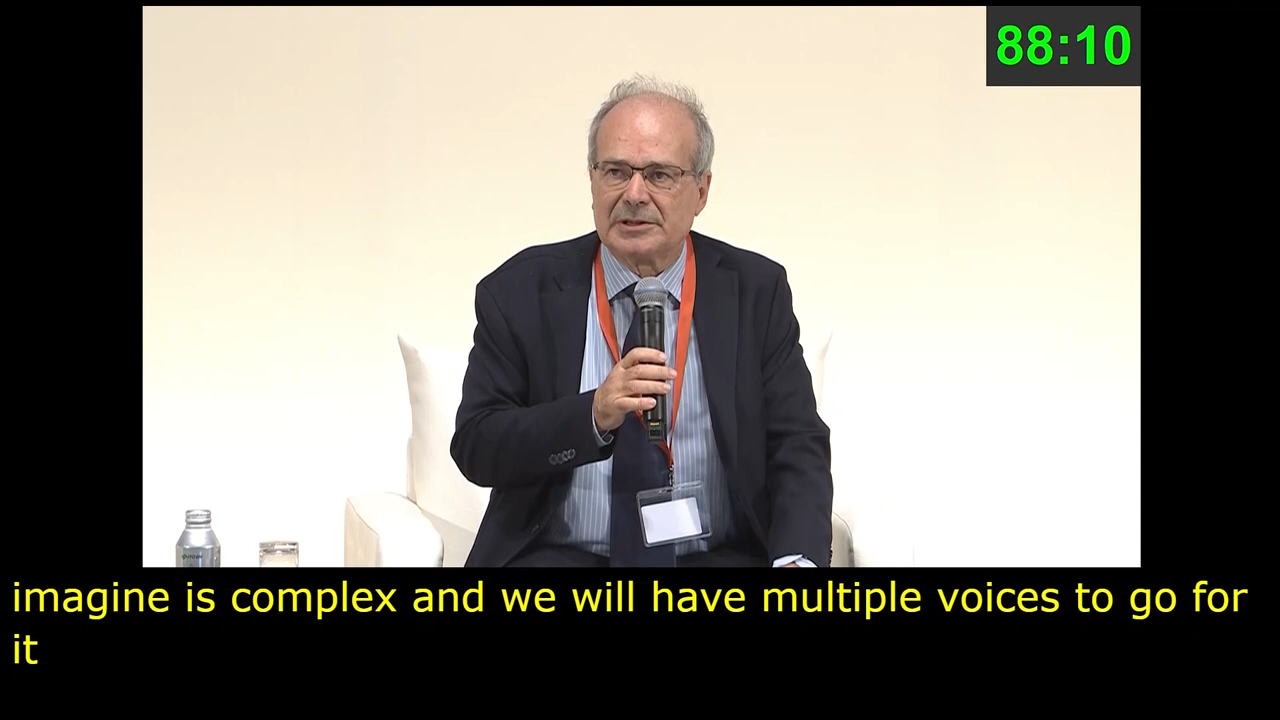 88:10
imagine is complex and we will have multiple voices to go for
it